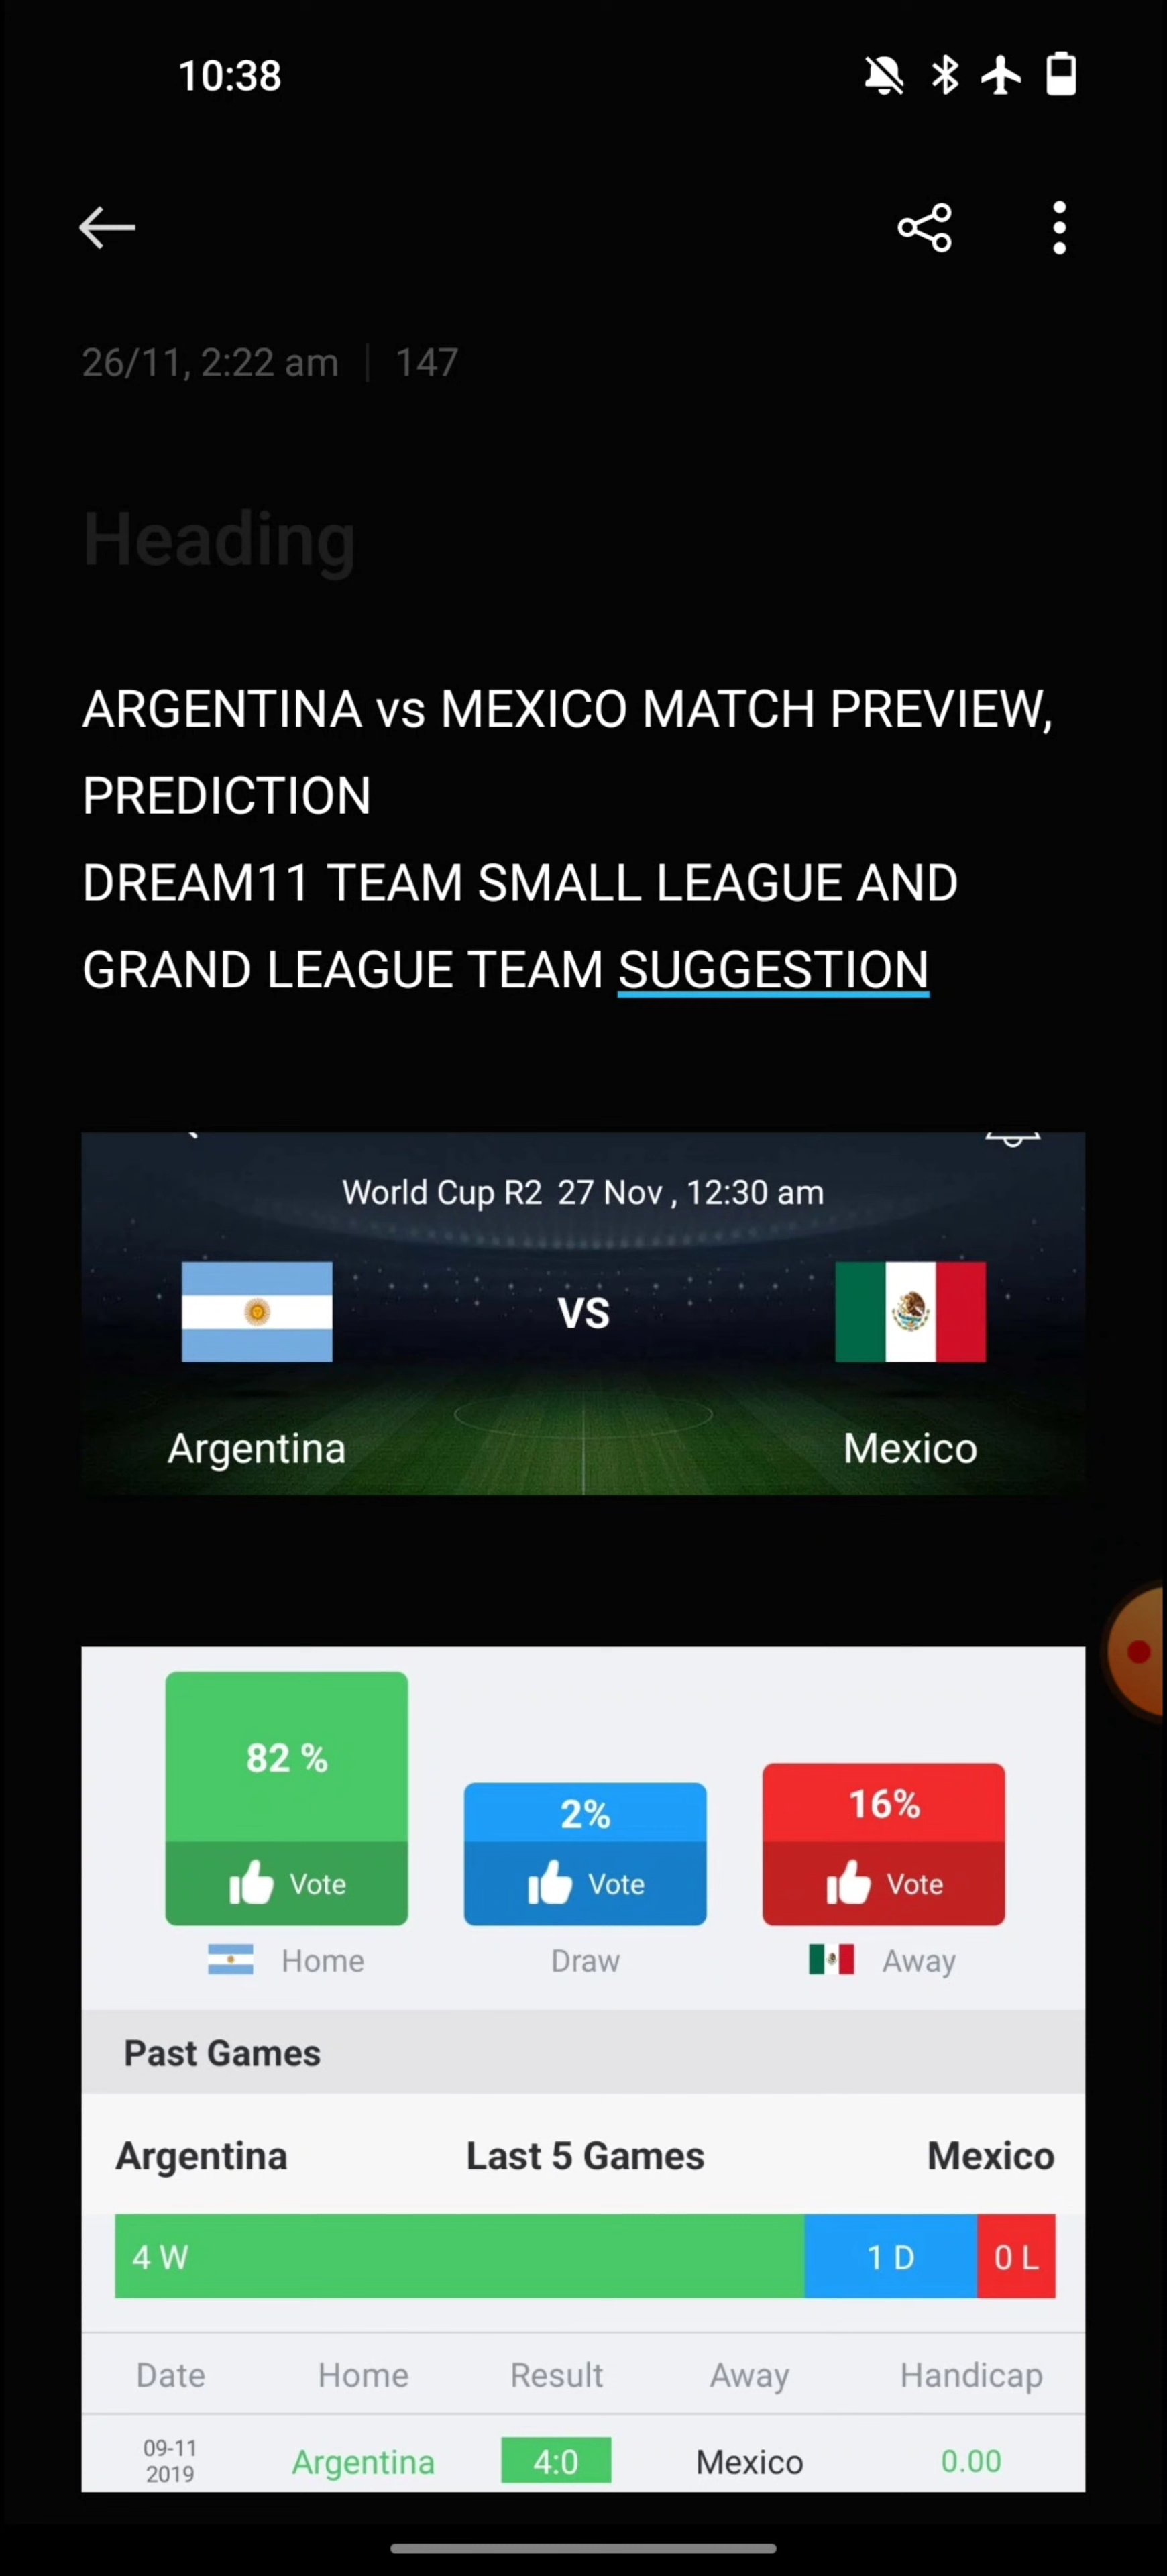 10:38
26/11, 2:22 am | 147
Heading
ARGENTINA vs MEXICO MATCH PREVIEW,
PREDICTION
DREAM11 TEAM SMALL LEAGUE AND
GRAND LEAGUE TEAM SUGGESTION
World Cup R2 27 Nov , 12:30 am
VS
Argentina Mexico
82 % 2% 16%
Vote Vote Vote
Home Draw Away
Past Games
Argentina Last 5 Games Mexico
4 W 1 D 0 L
Date Home Result Away Handicap
09-11
2019 Argentina 4:0 Mexico 0.00